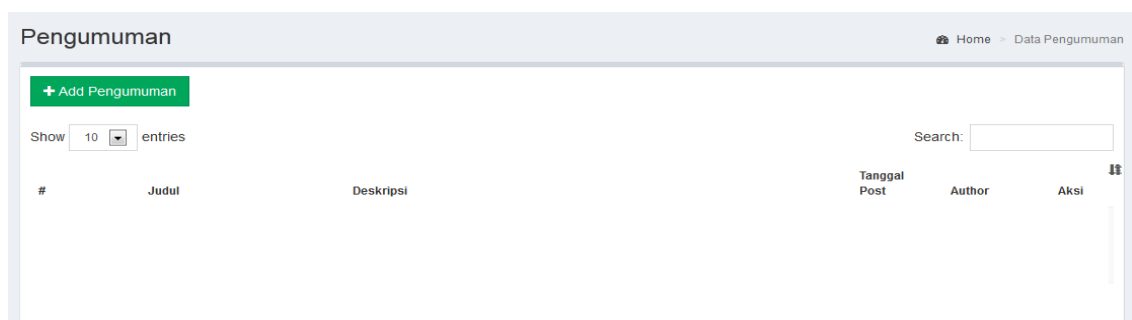 Pengumuman
Home > Data Pengumuman
+ Add Pengumuman
Show 10 entries
Search:
# Judul Deskripsi Tanggal Post Author Aksi